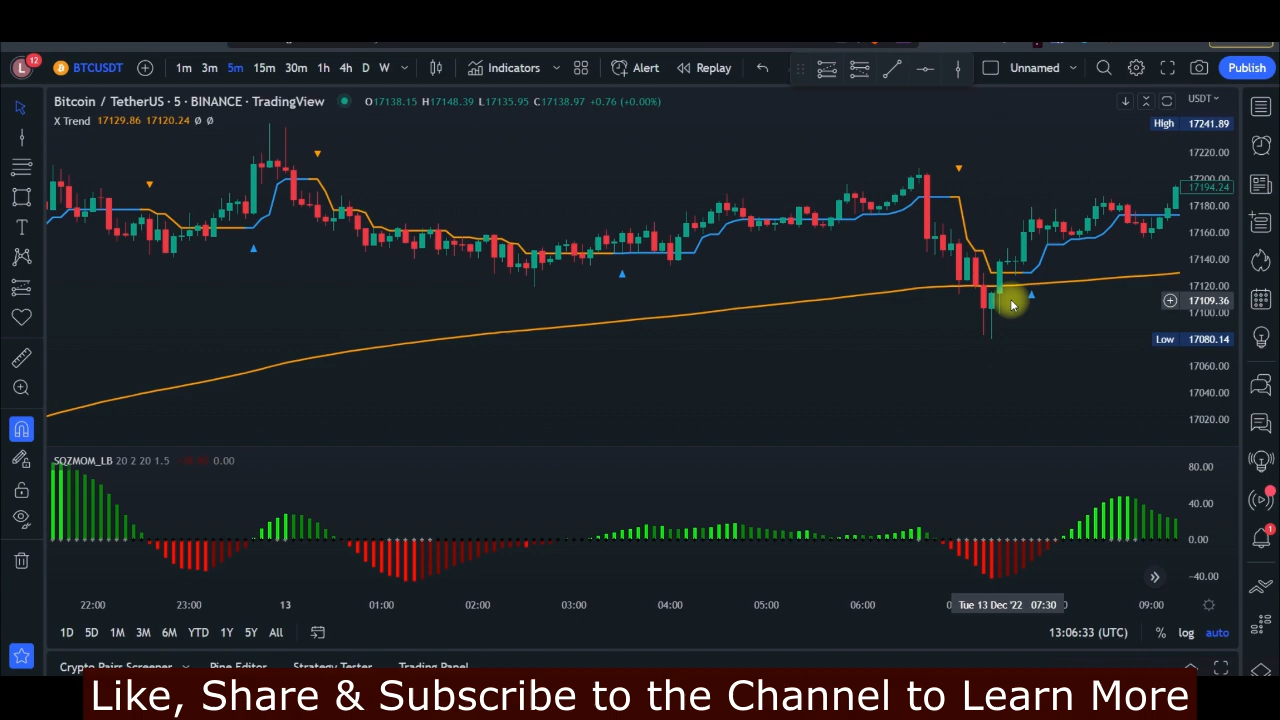 L 12 BTCUSDT 1m 3m 5m 15m 30m 1h 4h D W Indicators Alert Replay Unnamed Publish
Bitcoin / TetherUS · 5 · BINANCE · TradingView O17138.15 H17148.39 L17135.95 C17138.97 +0.76 (+0.00%) USDT
X Trend 17129.86 17120.24 Ø Ø
High 17241.89
17220.00
17200.00
17194.24
17180.00
17160.00
17140.00
17120.00
17109.36
17100.00
Low 17080.14
17060.00
17040.00
17020.00
SQZMOM_LB 20 2 20 1.5 0.00
80.00
40.00
0.00
−40.00
22:00 23:00 13 01:00 02:00 03:00 04:00 05:00 06:00 Tue 13 Dec '22 07:30 09:00
1D 5D 1M 3M 6M YTD 1Y 5Y All 13:06:33 (UTC) % log auto
Crypto Pairs Screener Pine Editor Strategy Tester Trading Panel
Like, Share & Subscribe to the Channel to Learn More